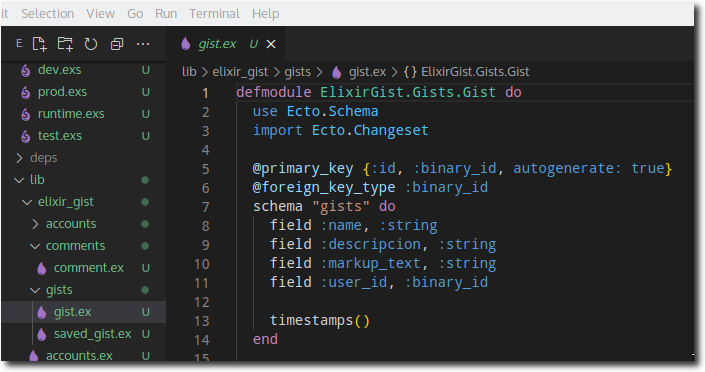 it Selection View Go Run Terminal Help
E
gist.ex U
lib > elixir_gist > gists > gist.ex > {} ElixirGist.Gists.Gist
dev.exs U
prod.exs U
runtime.exs U
test.exs U
deps
lib
elixir_gist
accounts
comments
comment.ex U
gists
gist.ex U
saved_gist.ex U
accounts.ex U
1 defmodule ElixirGist.Gists.Gist do
2 use Ecto.Schema
3 import Ecto.Changeset
4
5 @primary_key {:id, :binary_id, autogenerate: true}
6 @foreign_key_type :binary_id
7 schema "gists" do
8 field :name, :string
9 field :descripcion, :string
10 field :markup_text, :string
11 field :user_id, :binary_id
12
13 timestamps()
14 end
15